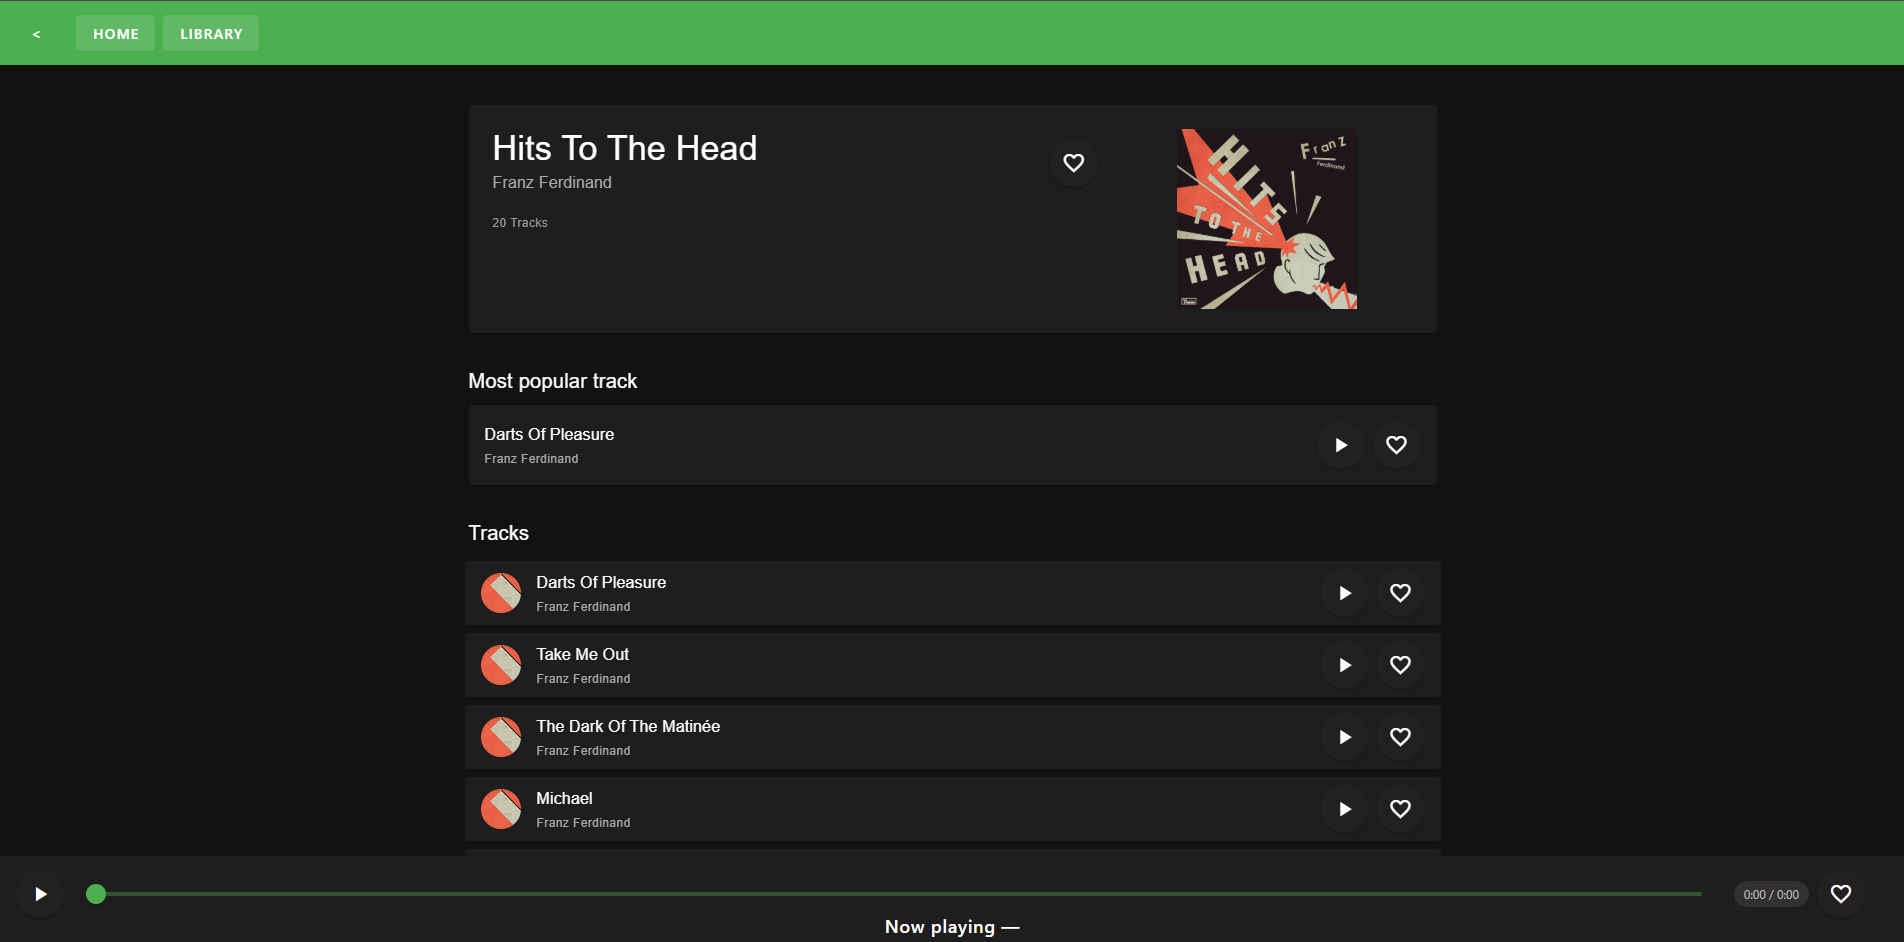 <
HOME
LIBRARY
Hits To The Head
Franz Ferdinand
20 Tracks
Franz
Ferdinand
HITS
TO THE
HEAD
Most popular track
Darts Of Pleasure
Franz Ferdinand
Tracks
Darts Of Pleasure
Franz Ferdinand
Take Me Out
Franz Ferdinand
The Dark Of The Matinée
Franz Ferdinand
Michael
Franz Ferdinand
0:00 / 0:00
Now playing —